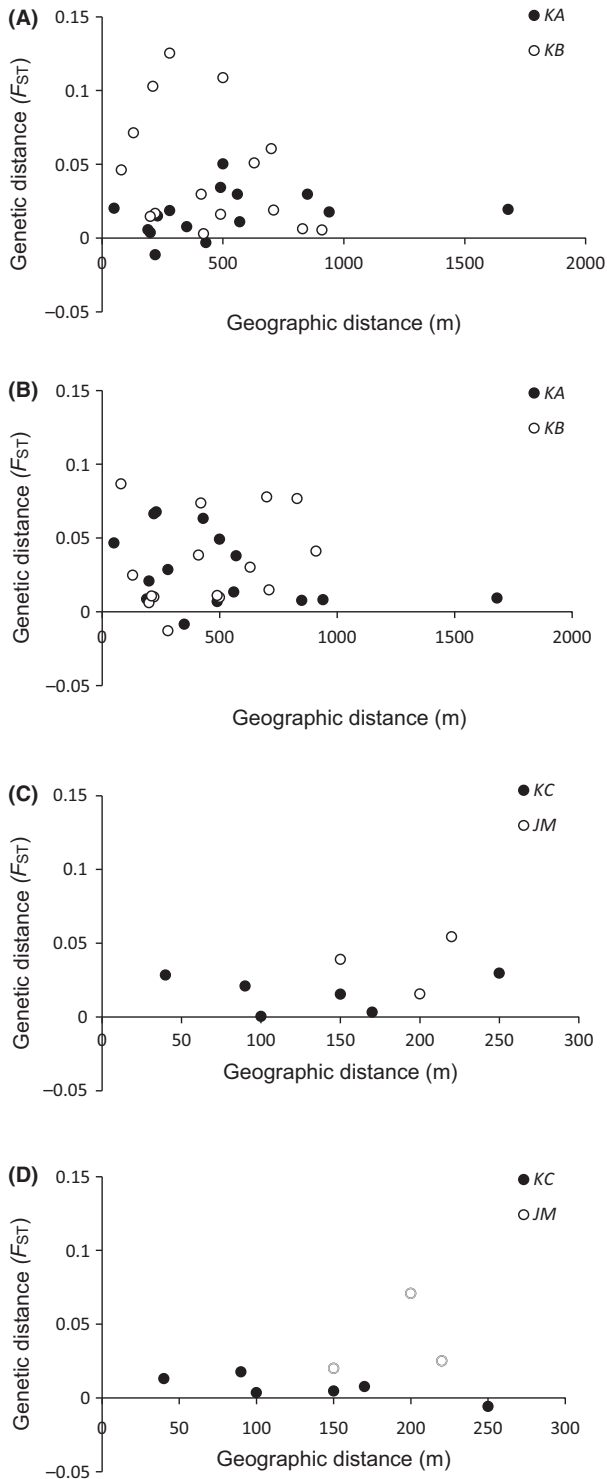 (A)
0.15
0.1
0.05
0
−0.05
Genetic distance (FST)
KA
KB
0 500 1000 1500 2000
Geographic distance (m)
(B)
0.15
0.1
0.05
0
−0.05
Genetic distance (FST)
KA
KB
0 500 1000 1500 2000
Geographic distance (m)
(C)
0.15
0.1
0.05
0
−0.05
Genetic distance (FST)
KC
JM
0 50 100 150 200 250 300
Geographic distance (m)
(D)
0.15
0.1
0.05
0
−0.05
Genetic distance (FST)
KC
JM
0 50 100 150 200 250 300
Geographic distance (m)